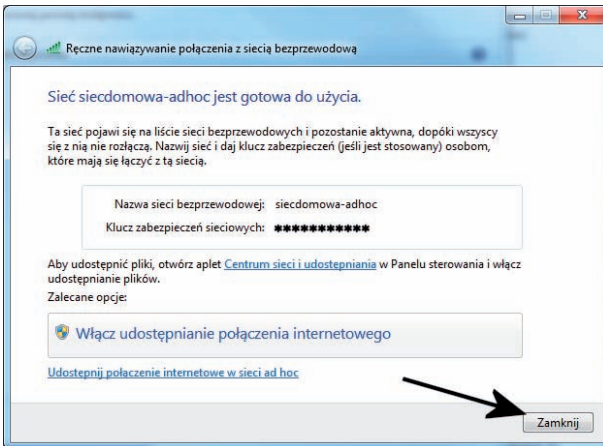 Ręczne nawiązywanie połączenia z siecią bezprzewodową
Sieć siecdomowa-adhoc jest gotowa do użycia.
Ta sieć pojawi się na liście sieci bezprzewodowych i pozostanie aktywna, dopóki wszyscy
się z nią nie rozłączą. Nazwij sieć i daj klucz zabezpieczeń (jeśli jest stosowany) osobom,
które mają się łączyć z tą siecią.
Nazwa sieci bezprzewodowej: siecdomowa-adhoc
Klucz zabezpieczeń sieciowych: ***********
Aby udostępnić pliki, otwórz aplet Centrum sieci i udostępniania w Panelu sterowania i włącz
udostępnianie plików.
Zalecane opcje:
Włącz udostępnianie połączenia internetowego
Udostępnij połączenie internetowe w sieci ad hoc
Zamknij